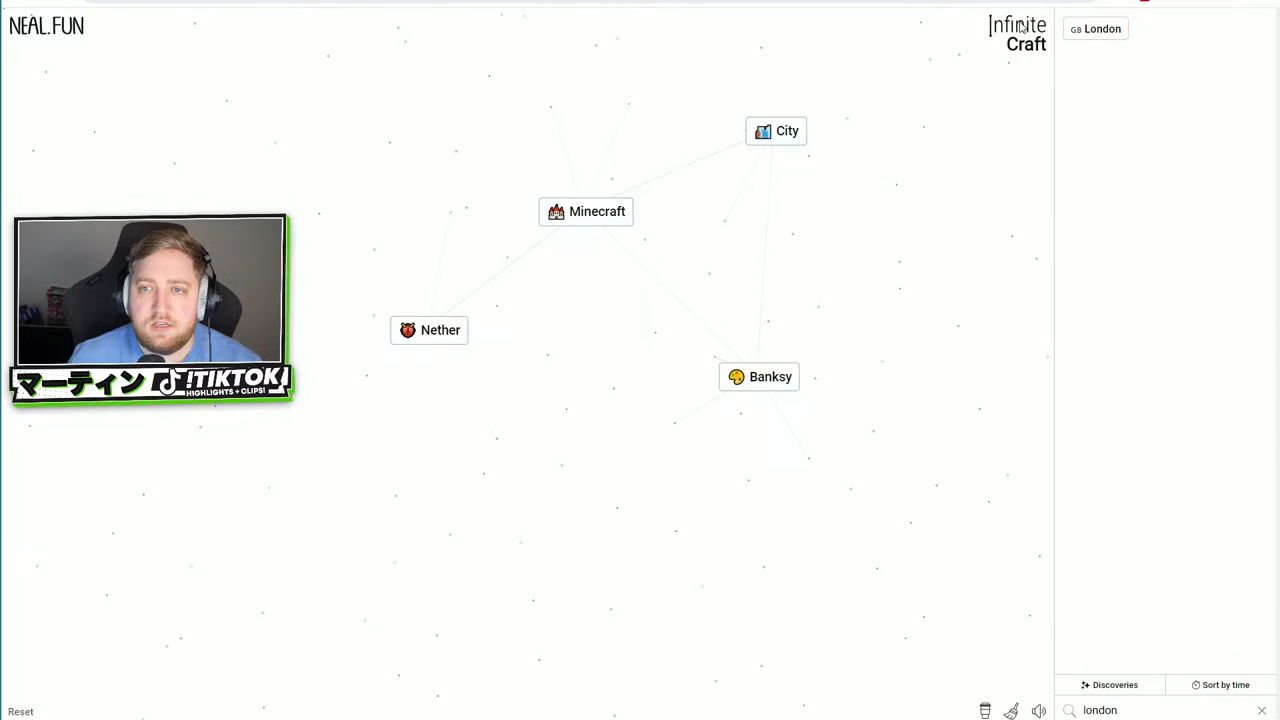 NEAL.FUN
Infinite
Craft
GB London
City
Minecraft
Nether
Banksy
マーティン
!TIKTOK
HIGHLIGHTS + CLIPS!
Discoveries
Sort by time
Reset
london